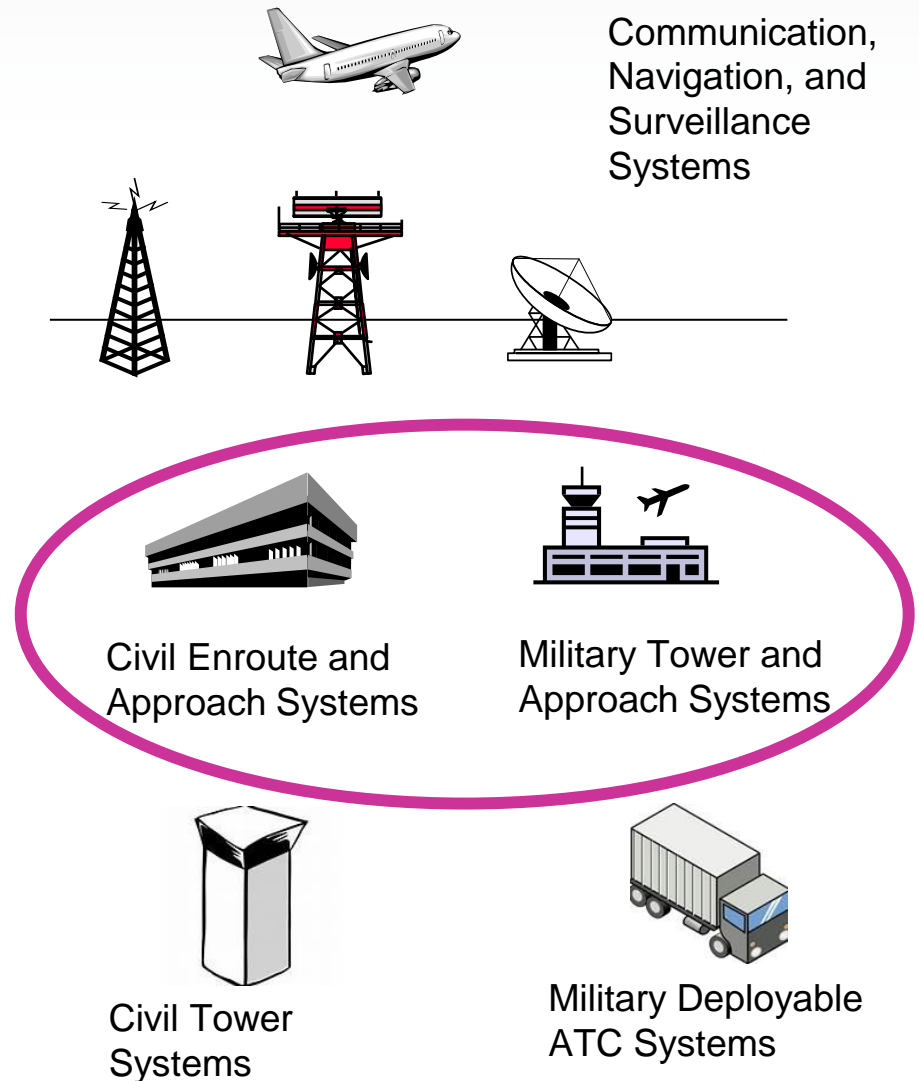 Communication,
Navigation, and
Surveillance
Systems
Civil Enroute and
Approach Systems
Military Tower and
Approach Systems
Civil Tower
Systems
Military Deployable
ATC Systems